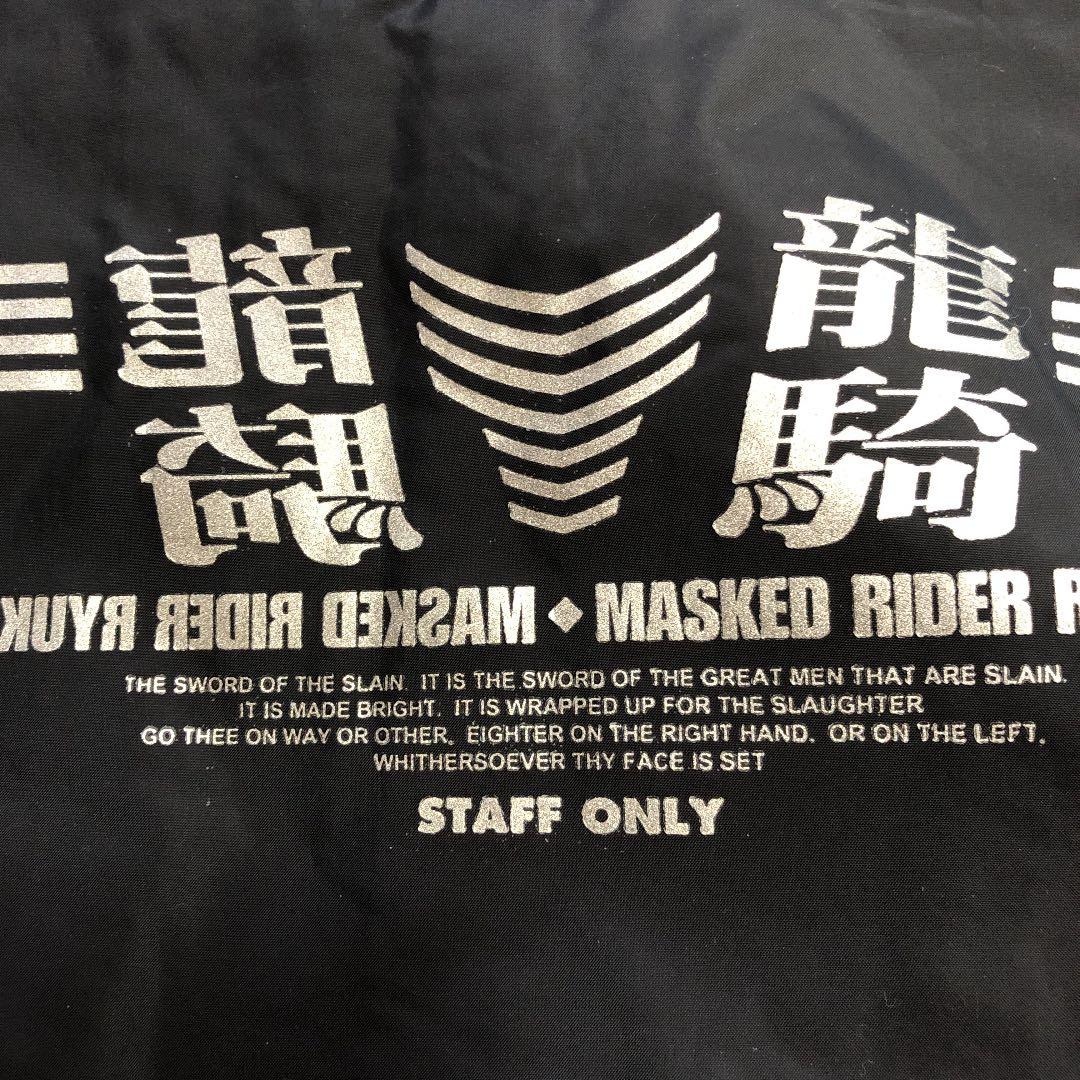 龍騎 龍騎
MASKED RIDER RYUK ◆ MASKED RIDER R
THE SWORD OF THE SLAIN. IT IS THE SWORD OF THE GREAT MEN THAT ARE SLAIN.
IT IS MADE BRIGHT. IT IS WRAPPED UP FOR THE SLAUGHTER
GO THEE ON WAY OR OTHER. EIGHTER ON THE RIGHT HAND. OR ON THE LEFT.
WHITHERSOEVER THY FACE IS SET
STAFF ONLY